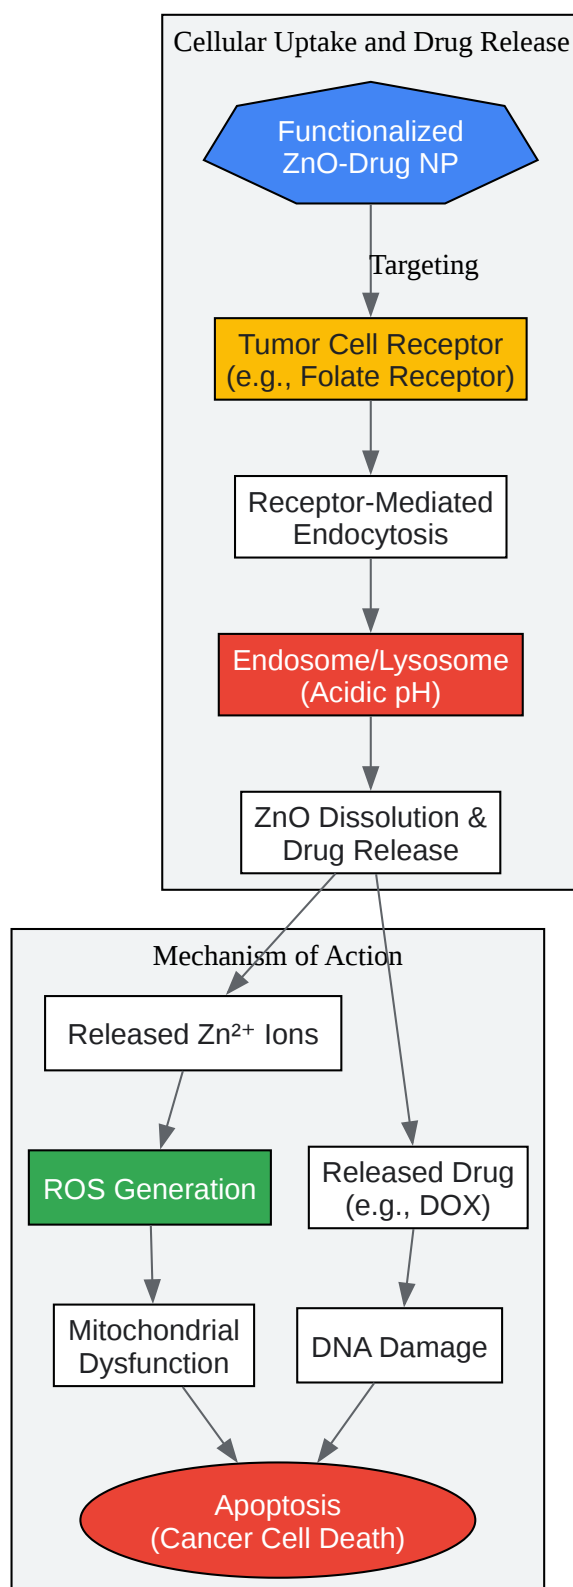 Cellular Uptake and Drug Release
Functionalized
ZnO-Drug NP
Targeting
Tumor Cell Receptor
(e.g., Folate Receptor)
Receptor-Mediated
Endocytosis
Endosome/Lysosome
(Acidic pH)
ZnO Dissolution &
Drug Release
Mechanism of Action
Released Zn²⁺ Ions
ROS Generation
Released Drug
(e.g., DOX)
Mitochondrial
Dysfunction
DNA Damage
Apoptosis
(Cancer Cell Death)